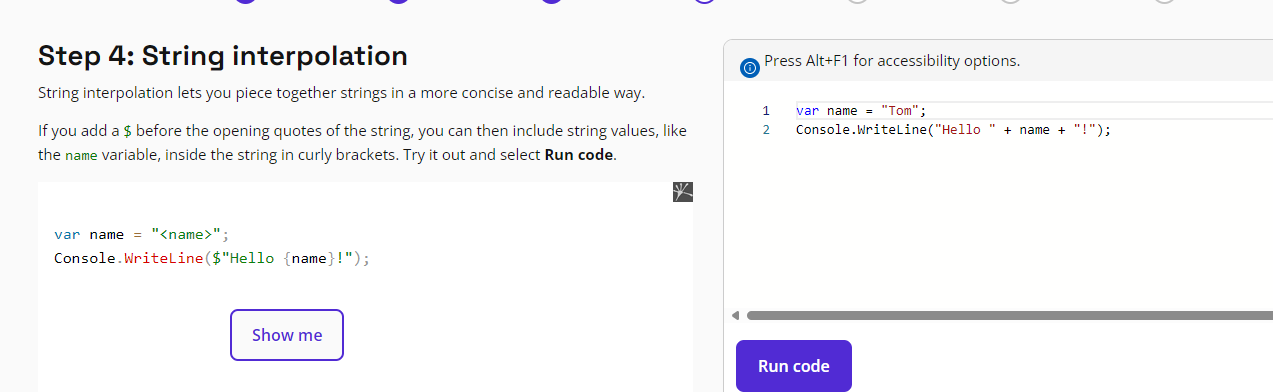 Step 4: String interpolation
String interpolation lets you piece together strings in a more concise and readable way.
If you add a $ before the opening quotes of the string, you can then include string values, like
the name variable, inside the string in curly brackets. Try it out and select Run code.
var name = "<name>";
Console.WriteLine($"Hello {name}!");
Show me
Press Alt+F1 for accessibility options.
1 var name = "Tom";
2 Console.WriteLine("Hello " + name + "!");
Run code